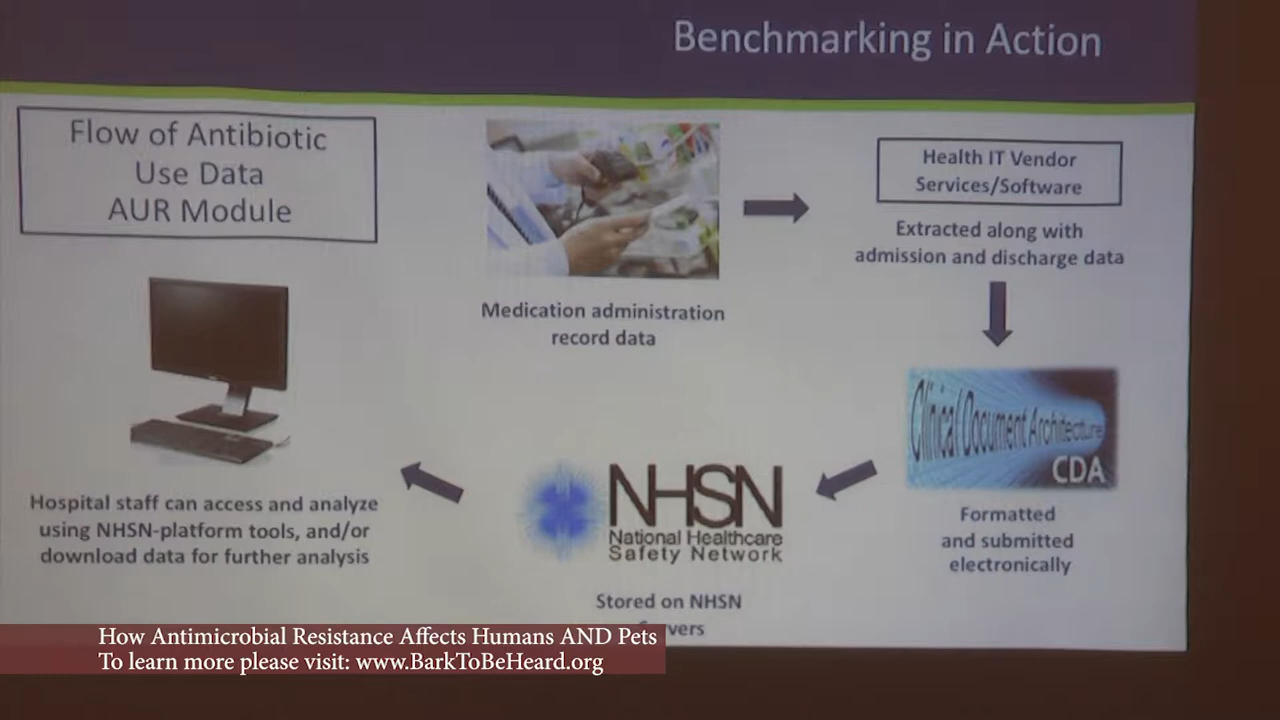 Benchmarking in Action
Flow of Antibiotic
Use Data
AUR Module
Medication administration
record data
Health IT Vendor
Services/Software
Extracted along with
admission and discharge data
Clinical Document Architecture
CDA
Formatted
and submitted
electronically
NHSN
National Healthcare
Safety Network
Stored on NHSN
Hospital staff can access and analyze
using NHSN-platform tools, and/or
download data for further analysis
How Antimicrobial Resistance Affects Humans AND Pets
To learn more please visit: www.BarkToBeHeard.org